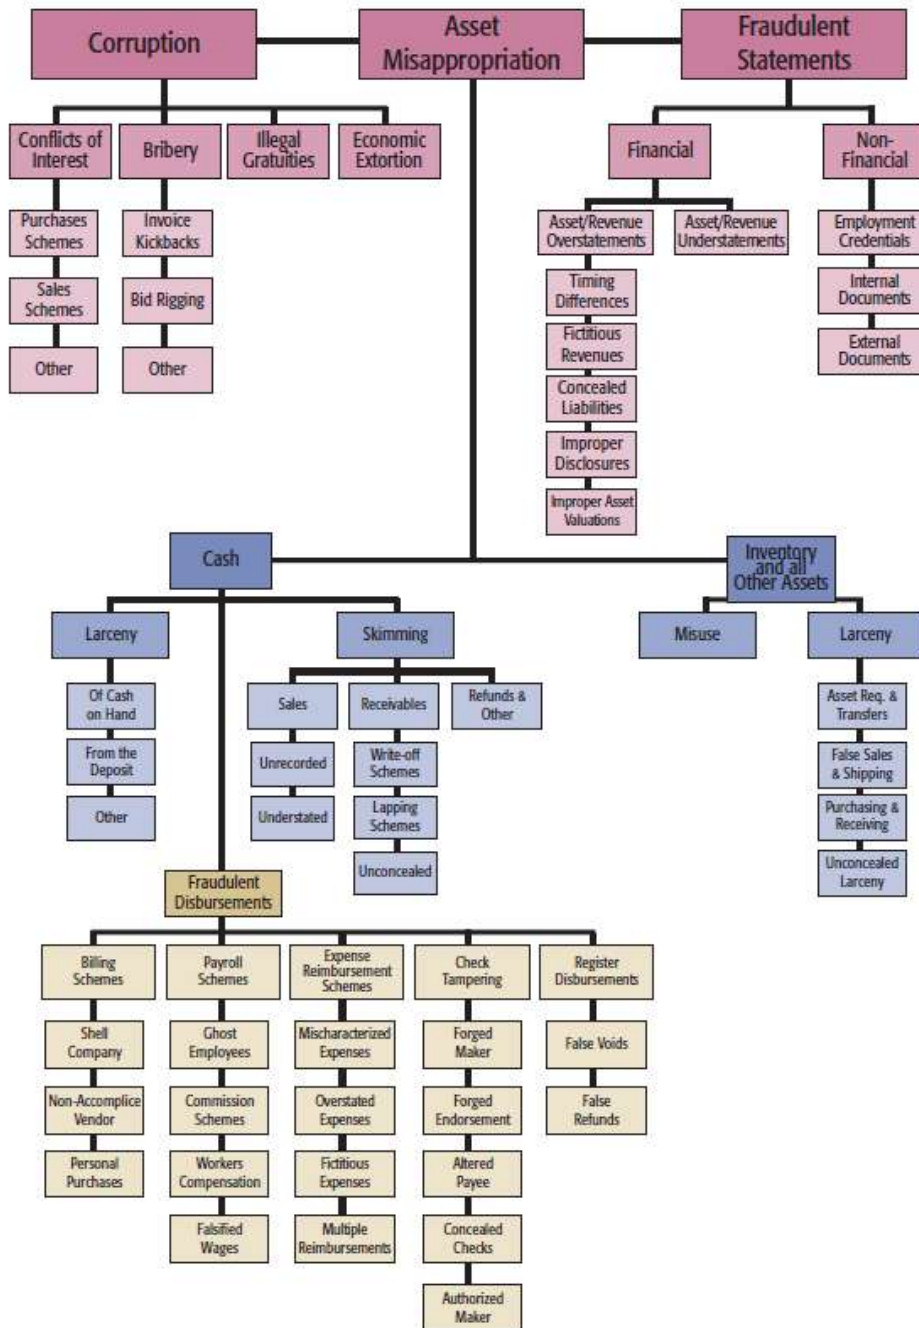 Corruption
Asset
Misappropriation
Fraudulent
Statements
Conflicts of
Interest
Bribery
Illegal
Gratuities
Economic
Extortion
Financial
Non-
Financial
Purchases
Schemes
Sales
Schemes
Other
Invoice
Kickbacks
Bid Rigging
Other
Asset/Revenue
Overstatements
Asset/Revenue
Understatements
Timing
Differences
Fictitious
Revenues
Concealed
Liabilities
Improper
Disclosures
Improper Asset
Valuations
Employment
Credentials
Internal
Documents
External
Documents
Cash
Inventory
and all
Other Assets
Larceny
Skimming
Misuse
Larceny
Of Cash
on Hand
From the
Deposit
Other
Sales
Unrecorded
Understated
Receivables
Write-off
Schemes
Lapping
Schemes
Unconcealed
Refunds &
Other
Asset Req. &
Transfers
False Sales
& Shipping
Purchasing &
Receiving
Unconcealed
Larceny
Fraudulent
Disbursements
Billing
Schemes
Shell
Company
Non-Accomplice
Vendor
Personal
Purchases
Payroll
Schemes
Ghost
Employees
Commission
Schemes
Workers
Compensation
Falsified
Wages
Expense
Reimbursement
Schemes
Mischaracterized
Expenses
Overstated
Expenses
Fictitious
Expenses
Multiple
Reimbursements
Check
Tampering
Forged
Maker
Forged
Endorsement
Altered
Payee
Concealed
Checks
Authorized
Maker
Register
Disbursements
False Voids
False
Refunds